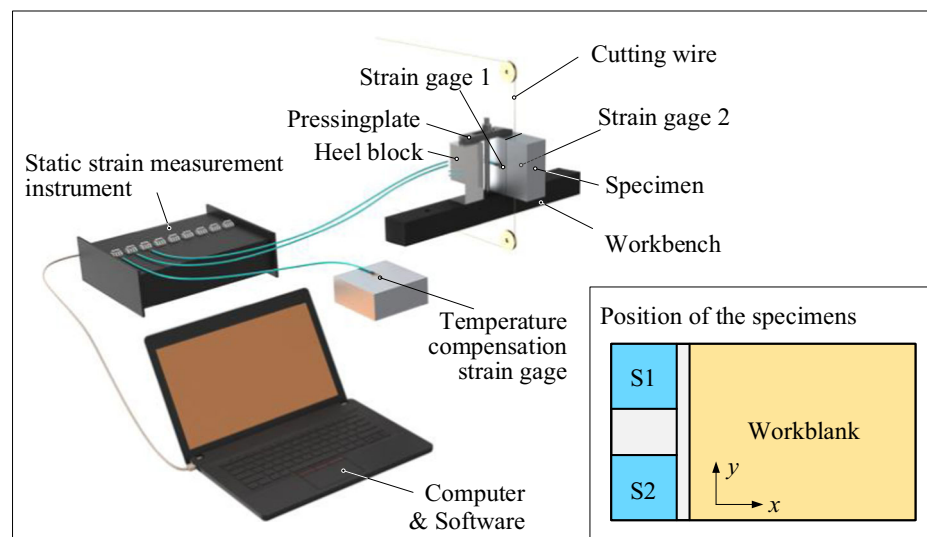 Cutting wire
Strain gage 1
Strain gage 2
Pressingplate
Heel block
Static strain measurement
instrument
Specimen
Workbench
Temperature
compensation
strain gage
Computer
& Software
Position of the specimens
S1
Workblank
S2
y
x